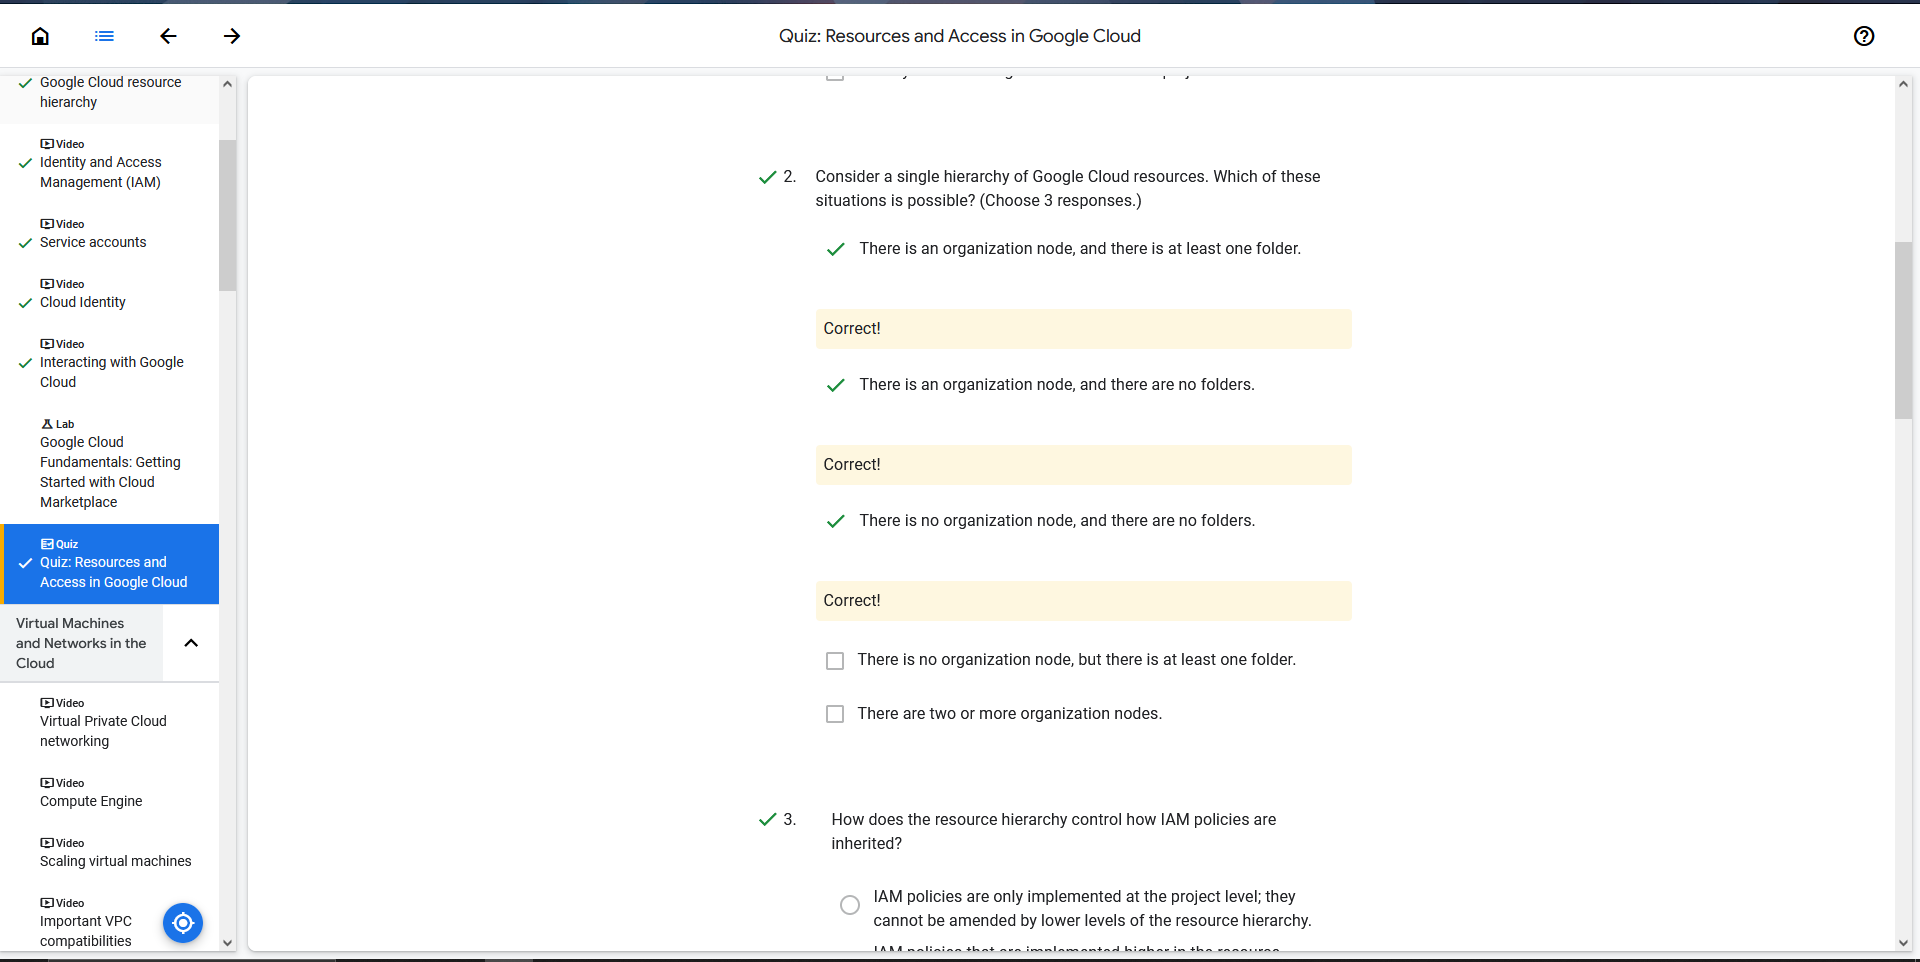 Quiz: Resources and Access in Google Cloud
Google Cloud resource
hierarchy
Video
Identity and Access
Management (IAM)
Video
Service accounts
Video
Cloud Identity
Video
Interacting with Google
Cloud
Lab
Google Cloud
Fundamentals: Getting
Started with Cloud
Marketplace
Quiz
Quiz: Resources and
Access in Google Cloud
Virtual Machines
and Networks in the
Cloud
Video
Virtual Private Cloud
networking
Video
Compute Engine
Video
Scaling virtual machines
Video
Important VPC
compatibilities
2. Consider a single hierarchy of Google Cloud resources. Which of these
situations is possible? (Choose 3 responses.)
There is an organization node, and there is at least one folder.
Correct!
There is an organization node, and there are no folders.
Correct!
There is no organization node, and there are no folders.
Correct!
There is no organization node, but there is at least one folder.
There are two or more organization nodes.
3. How does the resource hierarchy control how IAM policies are
inherited?
IAM policies are only implemented at the project level; they
cannot be amended by lower levels of the resource hierarchy.
IAM policies that are implemented higher in the resource